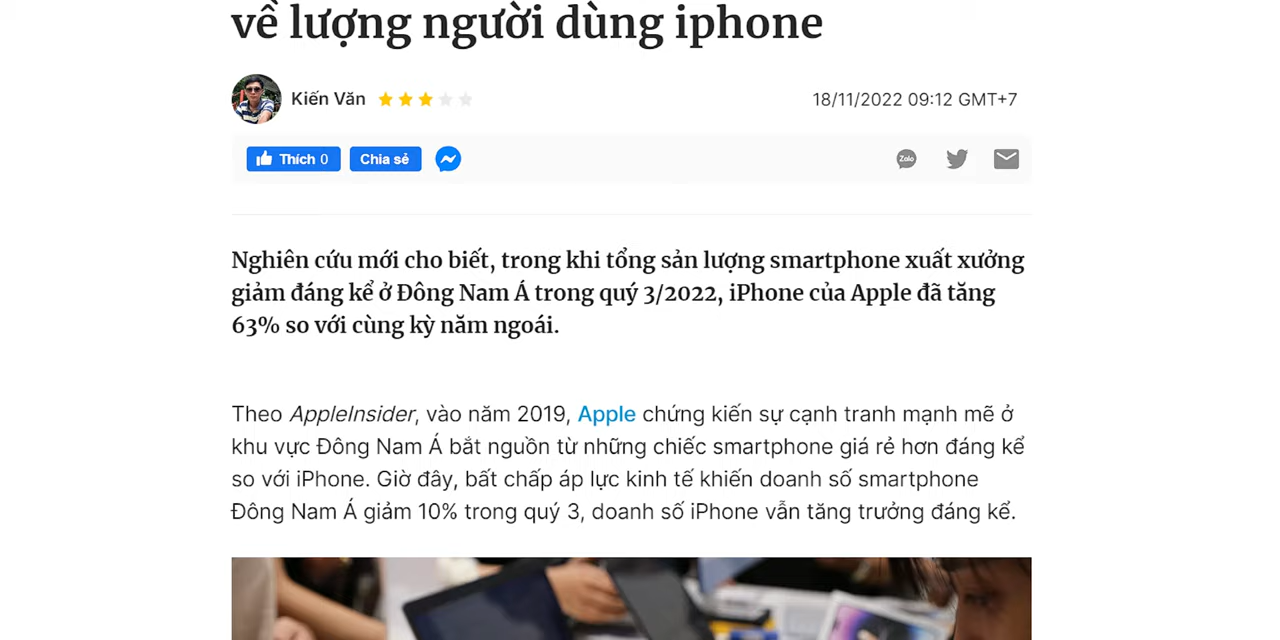 về lượng người dùng iphone
Kiến Văn
18/11/2022 09:12 GMT+7
Thích 0
Chia sẻ
Zalo
Nghiên cứu mới cho biết, trong khi tổng sản lượng smartphone xuất xưởng
giảm đáng kể ở Đông Nam Á trong quý 3/2022, iPhone của Apple đã tăng
63% so với cùng kỳ năm ngoái.
Theo AppleInsider, vào năm 2019, Apple chứng kiến sự cạnh tranh mạnh mẽ ở
khu vực Đông Nam Á bắt nguồn từ những chiếc smartphone giá rẻ hơn đáng kể
so với iPhone. Giờ đây, bất chấp áp lực kinh tế khiến doanh số smartphone
Đông Nam Á giảm 10% trong quý 3, doanh số iPhone vẫn tăng trưởng đáng kể.